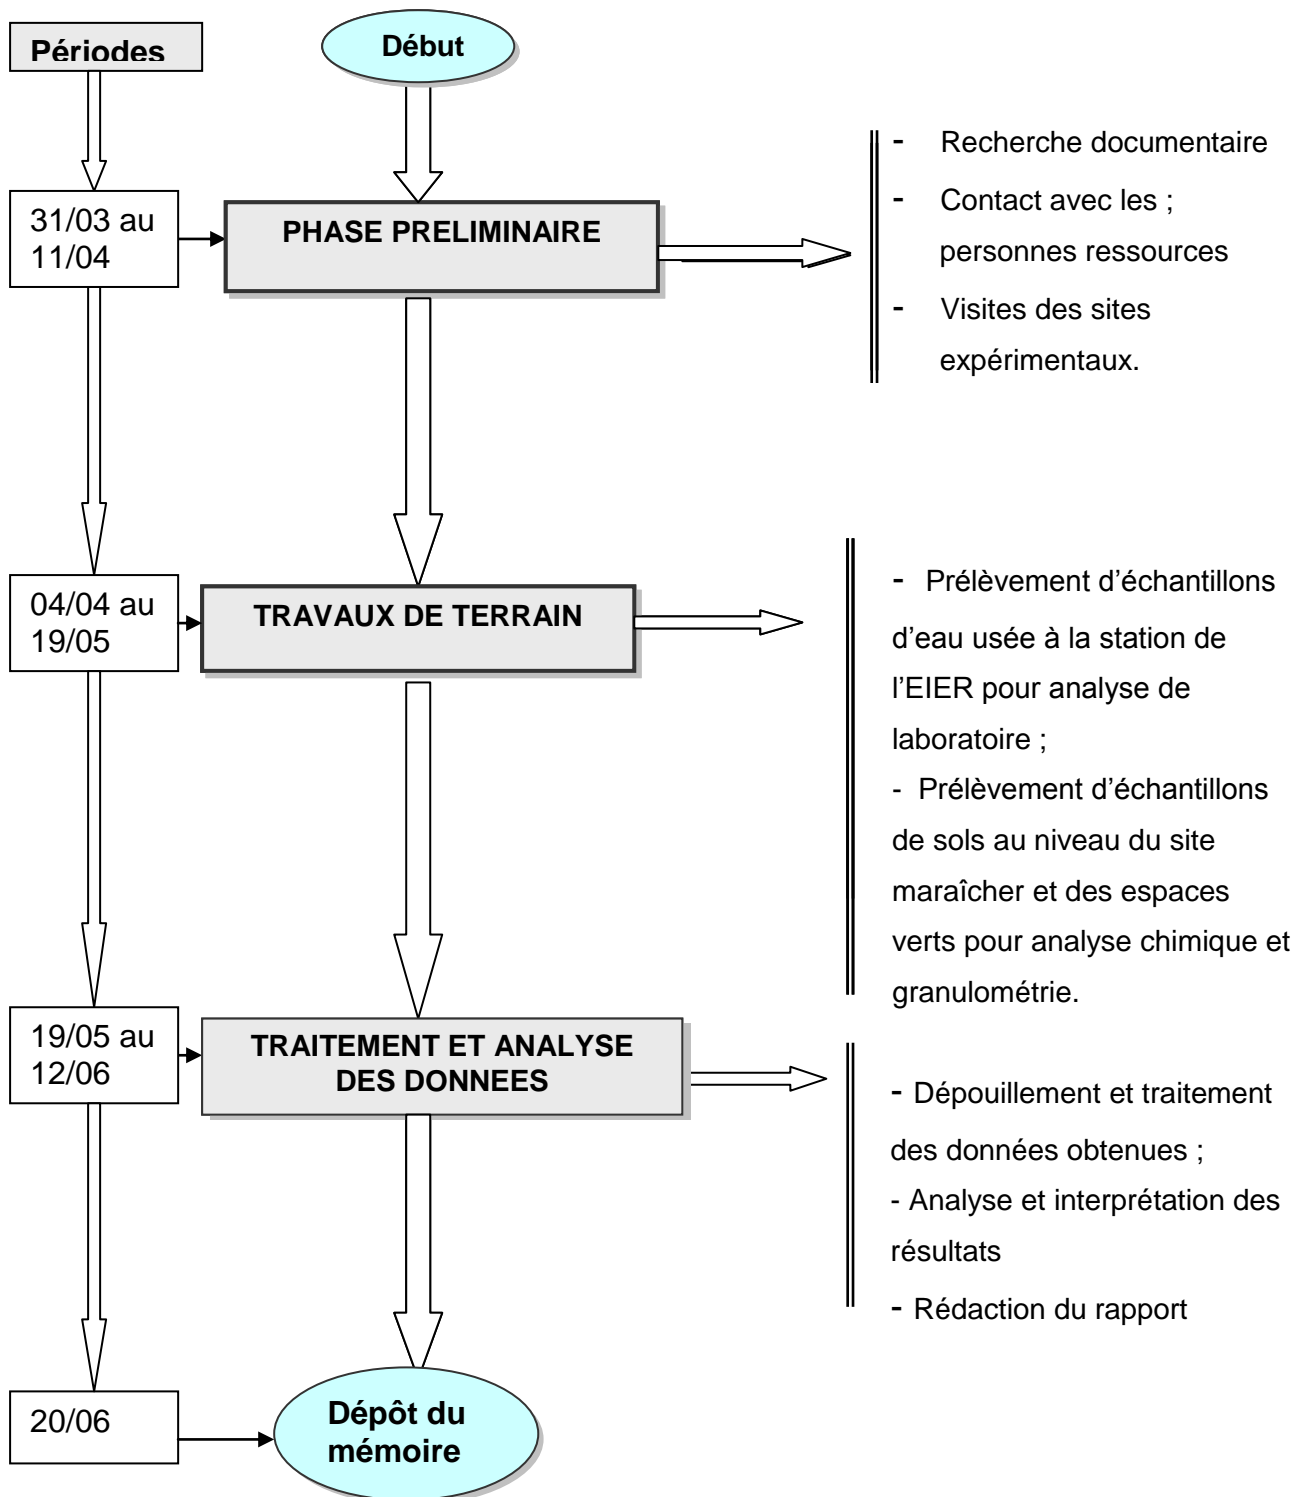 Périodes
Début
- Recherche documentaire
- Contact avec les ;
personnes ressources
- Visites des sites
expérimentaux.
31/03 au
11/04
PHASE PRELIMINAIRE
04/04 au
19/05
TRAVAUX DE TERRAIN
- Prélèvement d’échantillons
d’eau usée à la station de
l’EIER pour analyse de
laboratoire ;
- Prélèvement d’échantillons
de sols au niveau du site
maraîcher et des espaces
verts pour analyse chimique et
granulométrie.
19/05 au
12/06
TRAITEMENT ET ANALYSE
DES DONNEES
- Dépouillement et traitement
des données obtenues ;
- Analyse et interprétation des
résultats
- Rédaction du rapport
20/06
Dépôt du
mémoire